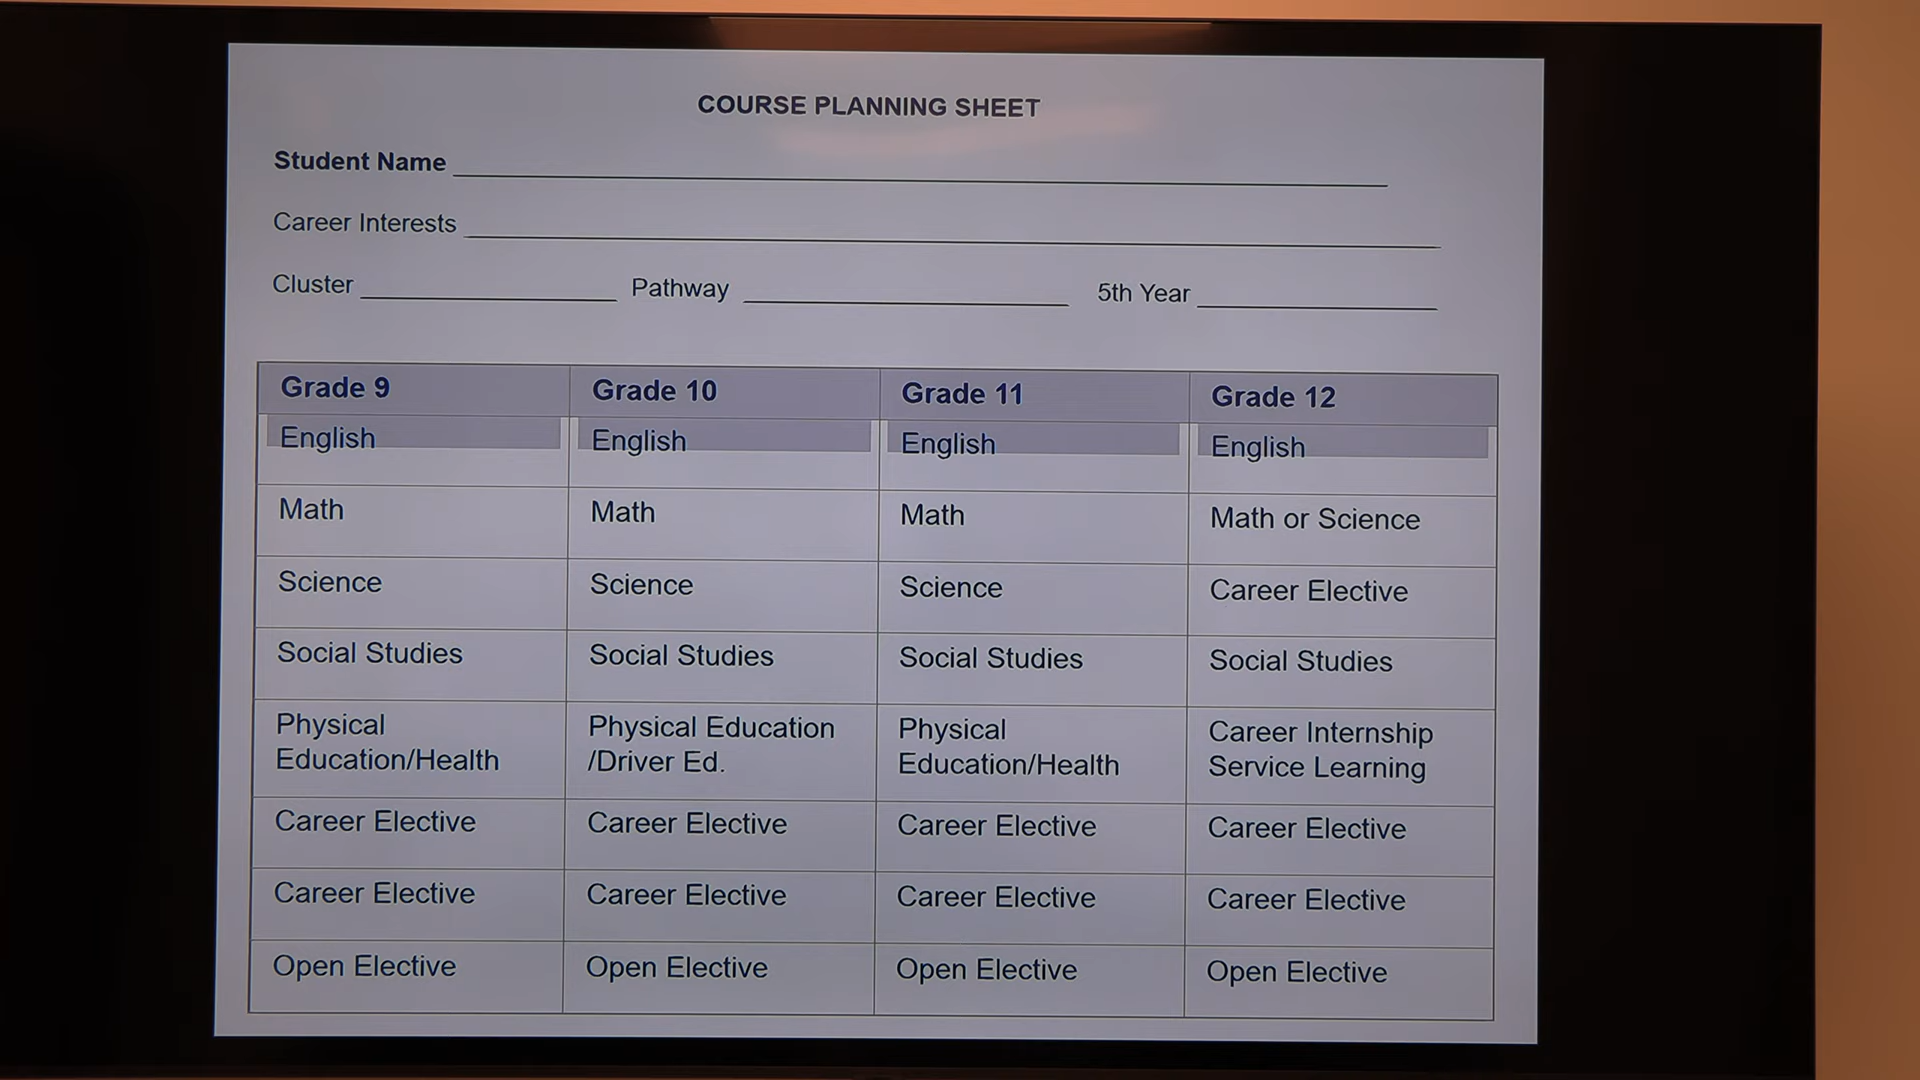 COURSE PLANNING SHEET
Student Name
Career Interests
Cluster Pathway 5th Year
Grade 9 Grade 10 Grade 11 Grade 12
English English English English
Math Math Math Math or Science
Science Science Science Career Elective
Social Studies Social Studies Social Studies Social Studies
Physical Physical Education Physical Career Internship
Education/Health /Driver Ed. Education/Health Service Learning
Career Elective Career Elective Career Elective Career Elective
Career Elective Career Elective Career Elective Career Elective
Open Elective Open Elective Open Elective Open Elective